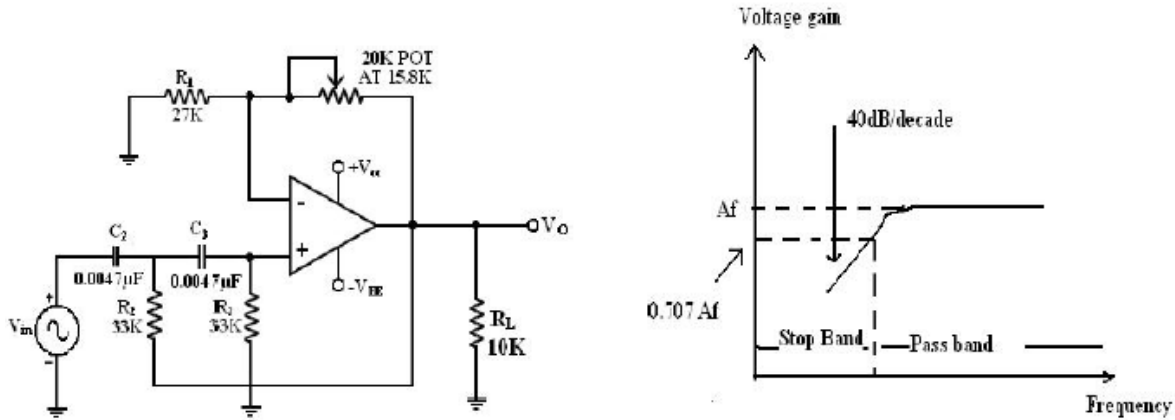 20K POT
AT 15.8K
R₁
27K
+Vcc
-
+
-VEE
Vo
C₂
0.0047µF
C₃
0.0047µF
R₂
33K
R₃
33K
+
Vin
-
RL
10K
Voltage gain
40dB/decade
Af
0.707 Af
Stop Band
Pass band
Frequency